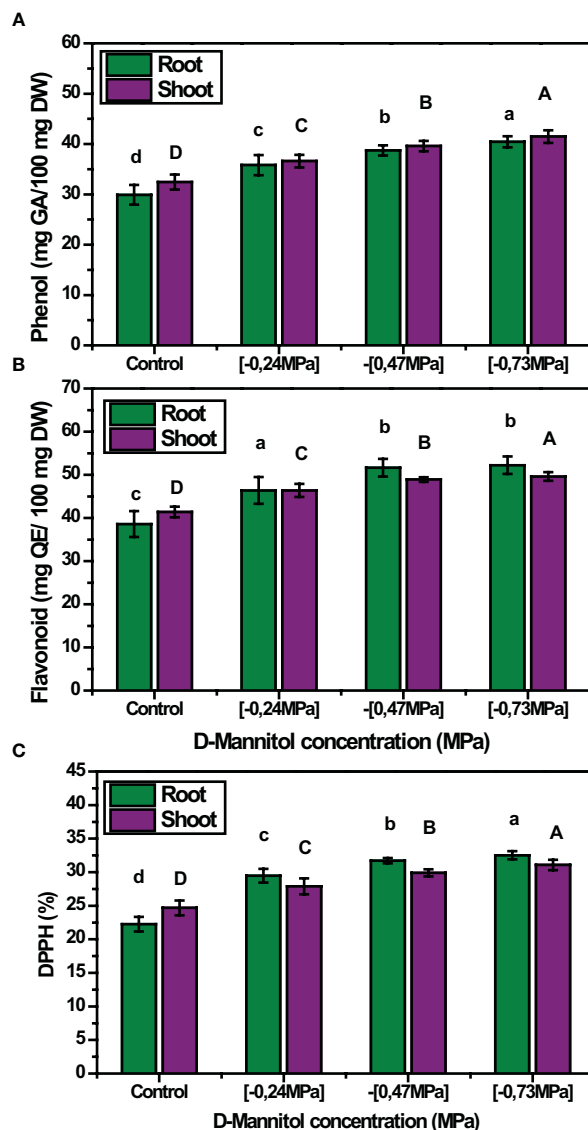 A
60
50
40
30
20
10
0
Phenol (mg GA/100 mg DW)
Root
Shoot
d D c C b B a A
Control [-0,24MPa] -[0,47MPa] [-0,73MPa]
B
70
60
50
40
30
20
10
0
Flavonoid (mg QE/ 100 mg DW)
Root
Shoot
c D a C b B b A
Control [-0,24MPa] -[0,47MPa] [-0,73MPa]
D-Mannitol concentration (MPa)
C
45
40
35
30
25
20
15
10
5
0
DPPH (%)
Root
Shoot
d D c C b B a A
Control [-0,24MPa] -[0,47MPa] [-0,73MPa]
D-Mannitol concentration (MPa)